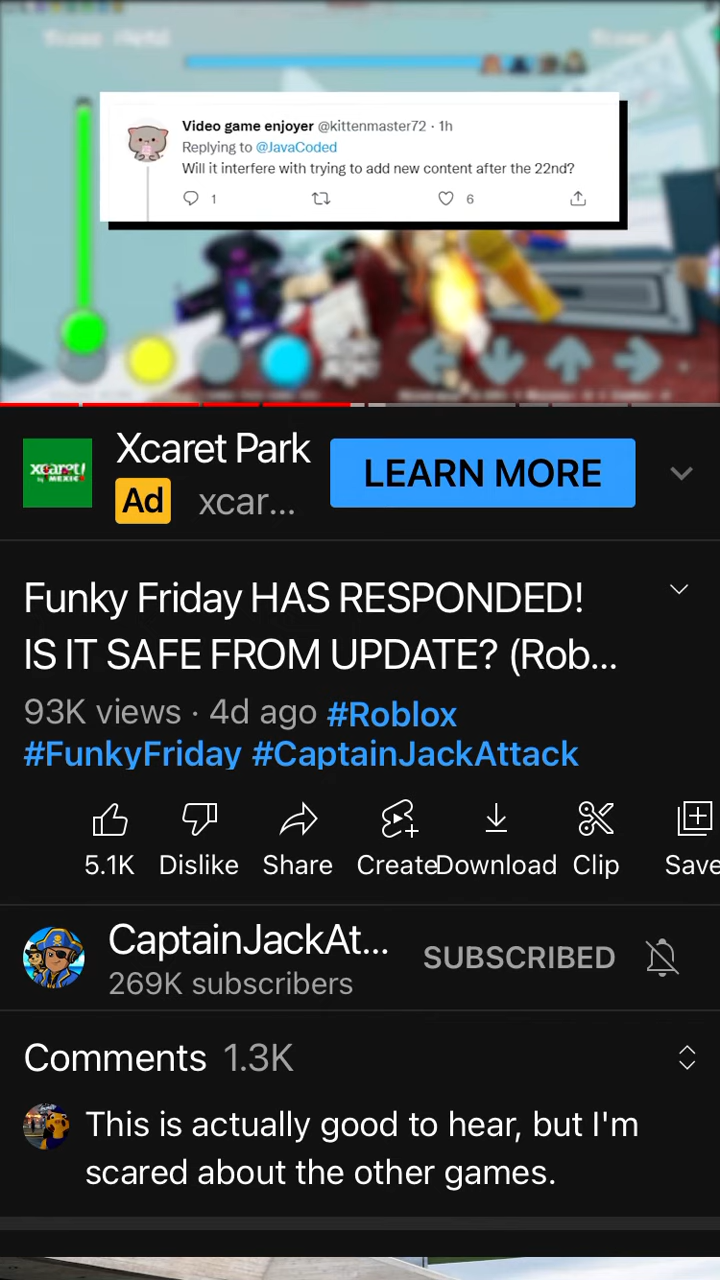 Video game enjoyer @kittenmaster72 · 1h
Replying to @JavaCoded
Will it interfere with trying to add new content after the 22nd?
1 6
xcaret!
by MEXICO
Xcaret Park
LEARN MORE
Ad xcar...
Funky Friday HAS RESPONDED!
IS IT SAFE FROM UPDATE? (Rob...
93K views · 4d ago #Roblox
#FunkyFriday #CaptainJackAttack
5.1K Dislike Share Create Download Clip Save
CaptainJackAt...
SUBSCRIBED
269K subscribers
Comments 1.3K
This is actually good to hear, but I'm
scared about the other games.